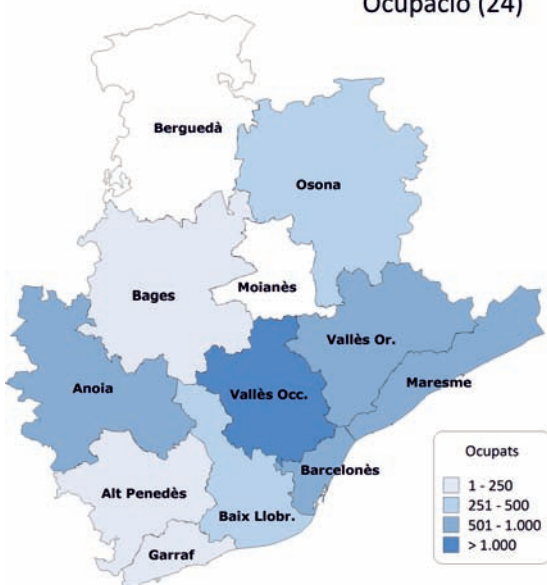 Ocupació (24)
Berguedà
Osona
Moianès
Bages
Vallès Or.
Maresme
Anoia
Vallès Occ.
Barcelonès
Alt Penedès
Baix Llobr.
Garraf
Ocupats
1 - 250
251 - 500
501 - 1.000
> 1.000